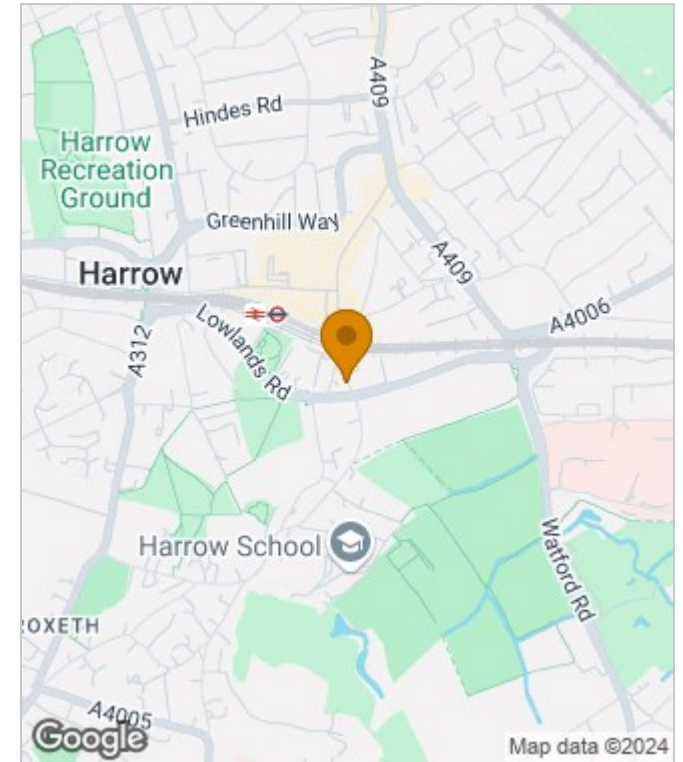 A409
Hindes Rd
Harrow
Recreation
Ground
Greenhill Way
Harrow
A409
A4006
A312
Lowlands Rd
Harrow School
Watford Rd
ROXETH
A4005
Google
Map data ©2024